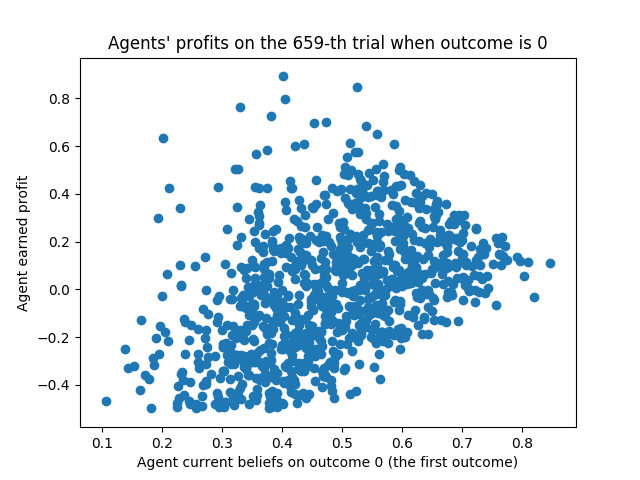 Agents' profits on the 659-th trial when outcome is 0
Agent earned profit
0.8
0.6
0.4
0.2
0.0
−0.2
−0.4
0.1 0.2 0.3 0.4 0.5 0.6 0.7 0.8
Agent current beliefs on outcome 0 (the first outcome)